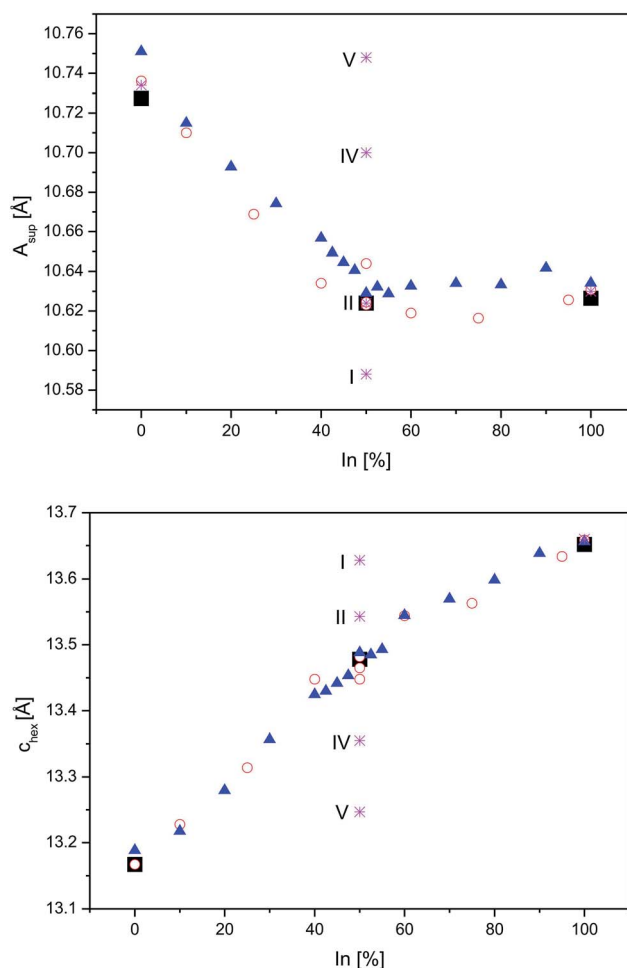 10.76
10.74
10.72
10.70
10.68
10.66
10.64
10.62
10.60
10.58
A_sup [Å]
V
IV
II
I
0 20 40 60 80 100
In [%]
13.7
13.6
13.5
13.4
13.3
13.2
13.1
c_hex [Å]
I
II
IV
V
0 20 40 60 80 100
In [%]